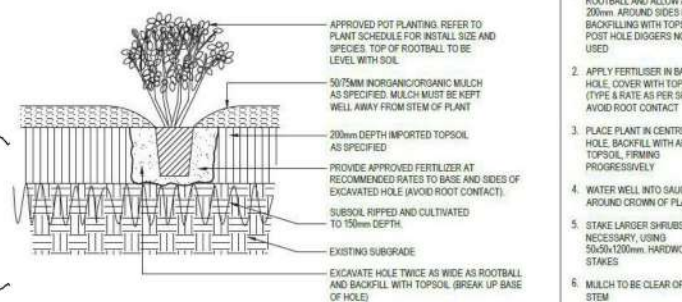 APPROVED POT PLANTING. REFER TO
PLANT SCHEDULE FOR INSTALL SIZE AND
SPECIES. TOP OF ROOTBALL TO BE
LEVEL WITH SOIL
50/75MM INORGANIC/ORGANIC MULCH
AS SPECIFIED. MULCH MUST BE KEPT
WELL AWAY FROM STEM OF PLANT
200mm DEPTH IMPORTED TOPSOIL
AS SPECIFIED
PROVIDE APPROVED FERTILIZER AT
RECOMMENDED RATES TO BASE AND SIDES OF
EXCAVATED HOLE (AVOID ROOT CONTACT).
SUBSOIL RIPPED AND CULTIVATED
TO 150mm DEPTH.
EXISTING SUBGRADE
EXCAVATE HOLE TWICE AS WIDE AS ROOTBALL
AND BACKFILL WITH TOPSOIL (BREAK UP BASE
OF HOLE)
ROOTBALL AND ALLOW
200mm AROUND SIDES
BACKFILLING WITH TOPS
POST HOLE DIGGERS NO
USED
2. APPLY FERTILISER IN BA
HOLE, COVER WITH TOP
(TYPE & RATE AS PER S
AVOID ROOT CONTACT
3. PLACE PLANT IN CENTR
HOLE, BACKFILL WITH A
TOPSOIL, FIRMING
PROGRESSIVELY
4. WATER WELL INTO SAUC
AROUND CROWN OF PL
5. STAKE LARGER SHRUBS
NECESSARY, USING
50x50x1200mm. HARDWO
STAKES
6. MULCH TO BE CLEAR OF
STEM